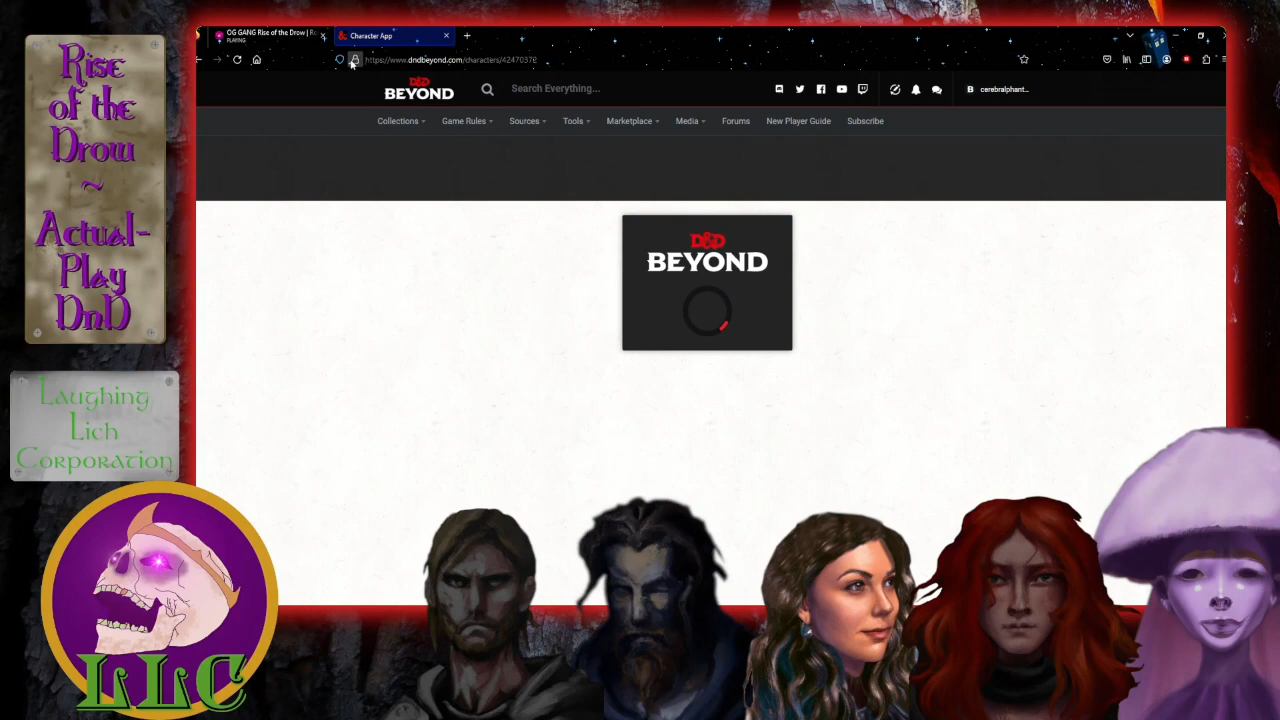 Rise
of the
Drow
~
Actual-
Play
DnD
Laughing
Lich
Corporation
LLC
OG GANG Rise of the Drow | Ro
PLAYING
Character App
https://www.dndbeyond.com/characters/42470372
D&D
BEYOND
Search Everything...
cerebralphant...
Collections
Game Rules
Sources
Tools
Marketplace
Media
Forums
New Player Guide
Subscribe
D&D
BEYOND